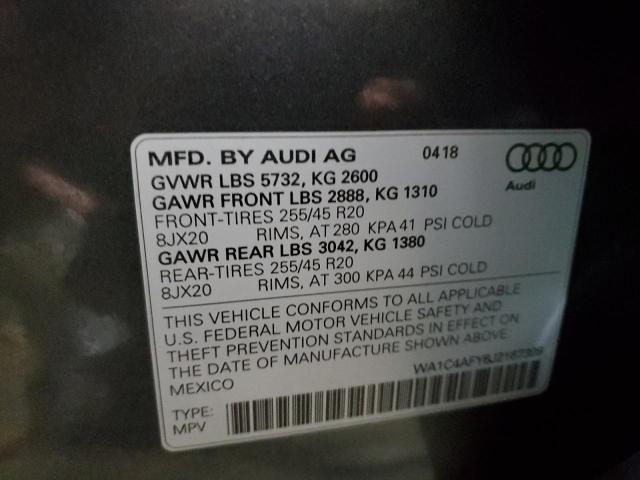 MFD. BY AUDI AG 0418
Audi
GVWR LBS 5732, KG 2600
GAWR FRONT LBS 2888, KG 1310
FRONT-TIRES 255/45 R20
8JX20 RIMS, AT 280 KPA 41 PSI COLD
GAWR REAR LBS 3042, KG 1380
REAR-TIRES 255/45 R20
8JX20 RIMS, AT 300 KPA 44 PSI COLD
THIS VEHICLE CONFORMS TO ALL APPLICABLE
U.S. FEDERAL MOTOR VEHICLE SAFETY AND
THEFT PREVENTION STANDARDS IN EFFECT ON
THE DATE OF MANUFACTURE SHOWN ABOVE.
MEXICO
TYPE:
MPV